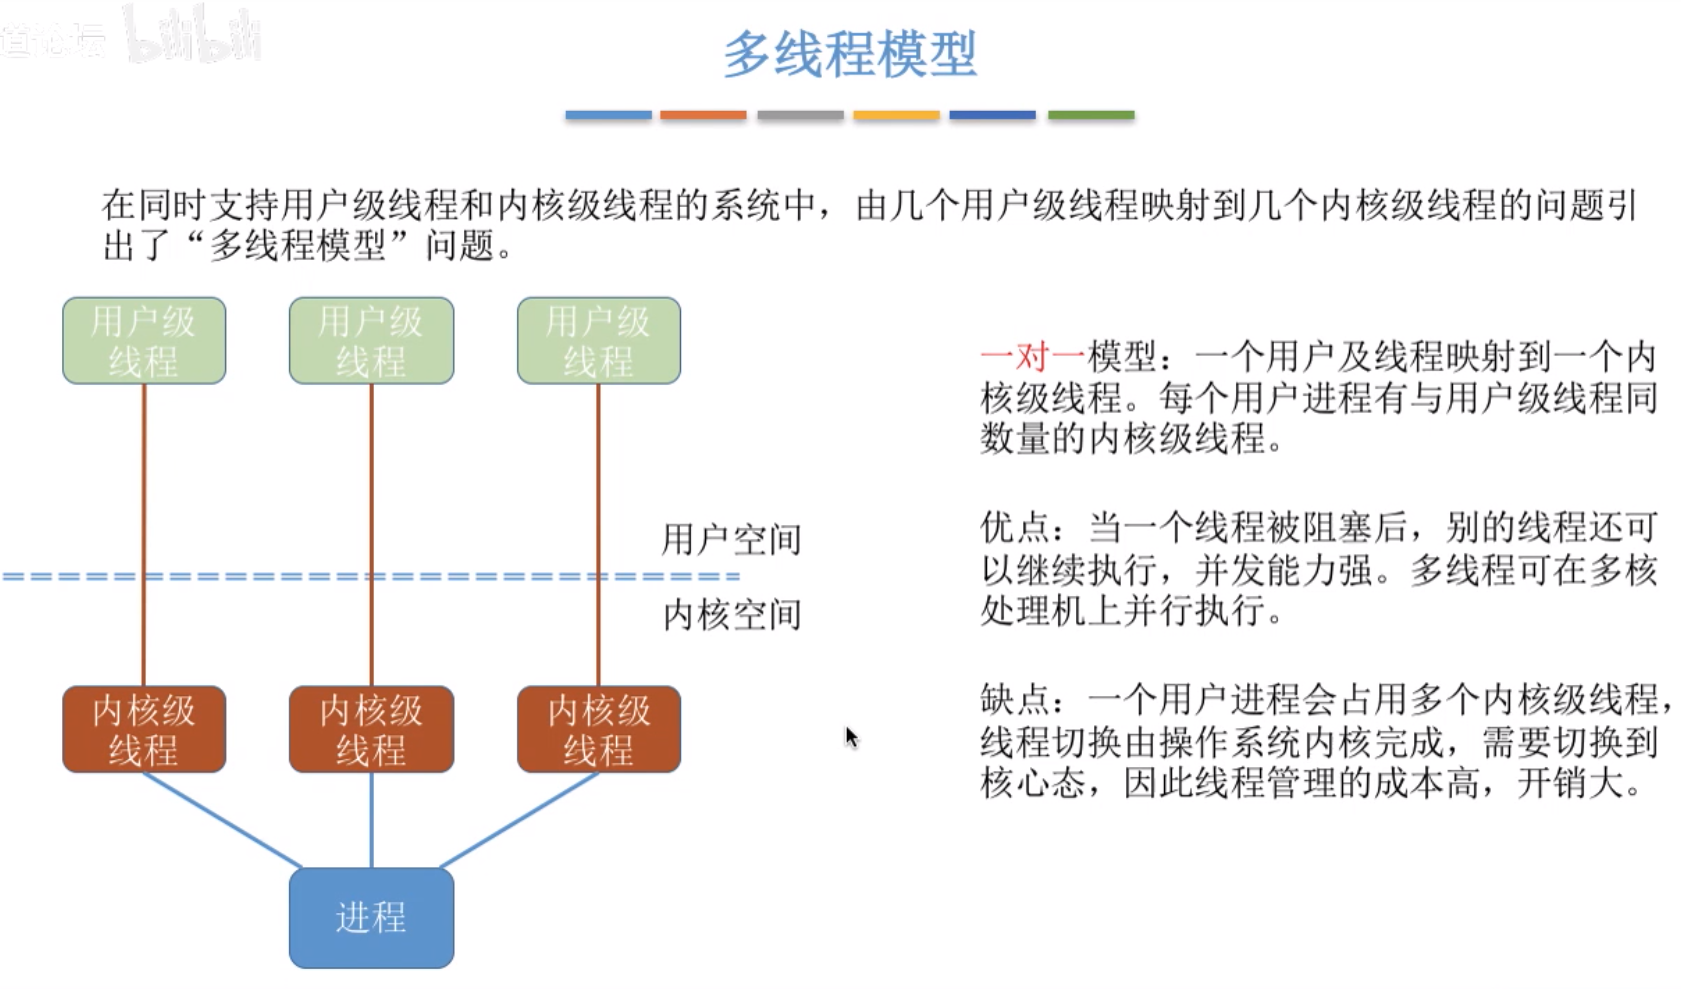 道论坛 bilibili
多线程模型
在同时支持用户级线程和内核级线程的系统中，由几个用户级线程映射到几个内核级线程的问题引
出了“多线程模型”问题。
用户级
线程
用户级
线程
用户级
线程
用户空间
内核空间
内核级
线程
内核级
线程
内核级
线程
进程
一对一模型：一个用户及线程映射到一个内
核级线程。每个用户进程有与用户级线程同
数量的内核级线程。
优点：当一个线程被阻塞后，别的线程还可
以继续执行，并发能力强。多线程可在多核
处理机上并行执行。
缺点：一个用户进程会占用多个内核级线程，
线程切换由操作系统内核完成，需要切换到
核心态，因此线程管理的成本高，开销大。